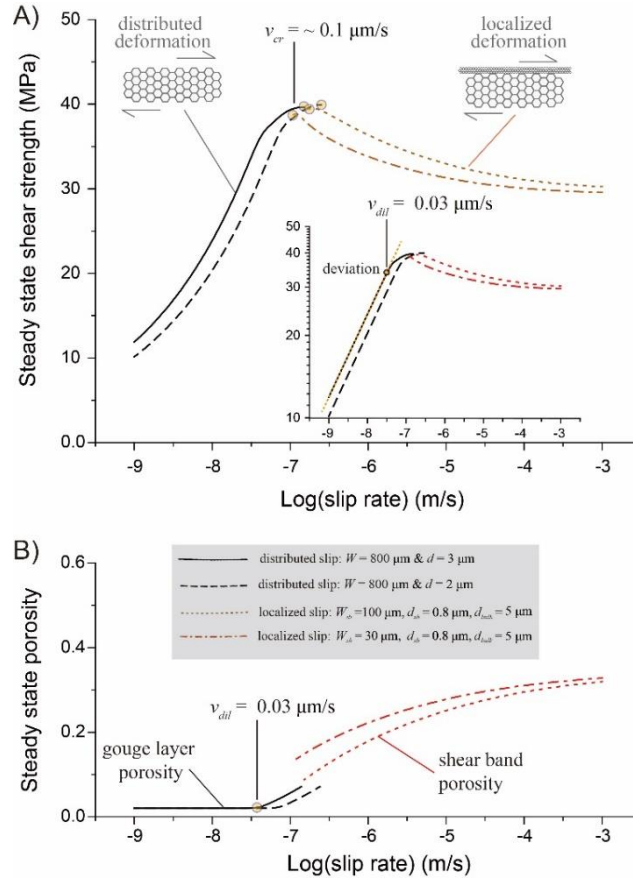 A)
distributed
deformation
v_cr = ~ 0.1 μm/s
localized
deformation
Steady state shear strength (MPa)
50
40
30
20
10
0.0
v_dil = 0.03 μm/s
deviation
50
40
30
20
10
-9 -8 -7 -6 -5 -4 -3
-9 -8 -7 -6 -5 -4 -3
Log(slip rate) (m/s)
B)
Steady state porosity
0.6
0.4
0.2
0.0
distributed slip: W = 800 μm & d = 3 μm
distributed slip: W = 800 μm & d = 2 μm
localized slip: W_sb = 100 μm, d_sb = 0.8 μm, d_bulk = 5 μm
localized slip: W_sb = 30 μm, d_sb = 0.8 μm, d_bulk = 5 μm
v_dil = 0.03 μm/s
gouge layer
porosity
shear band
porosity
-9 -8 -7 -6 -5 -4 -3
Log(slip rate) (m/s)